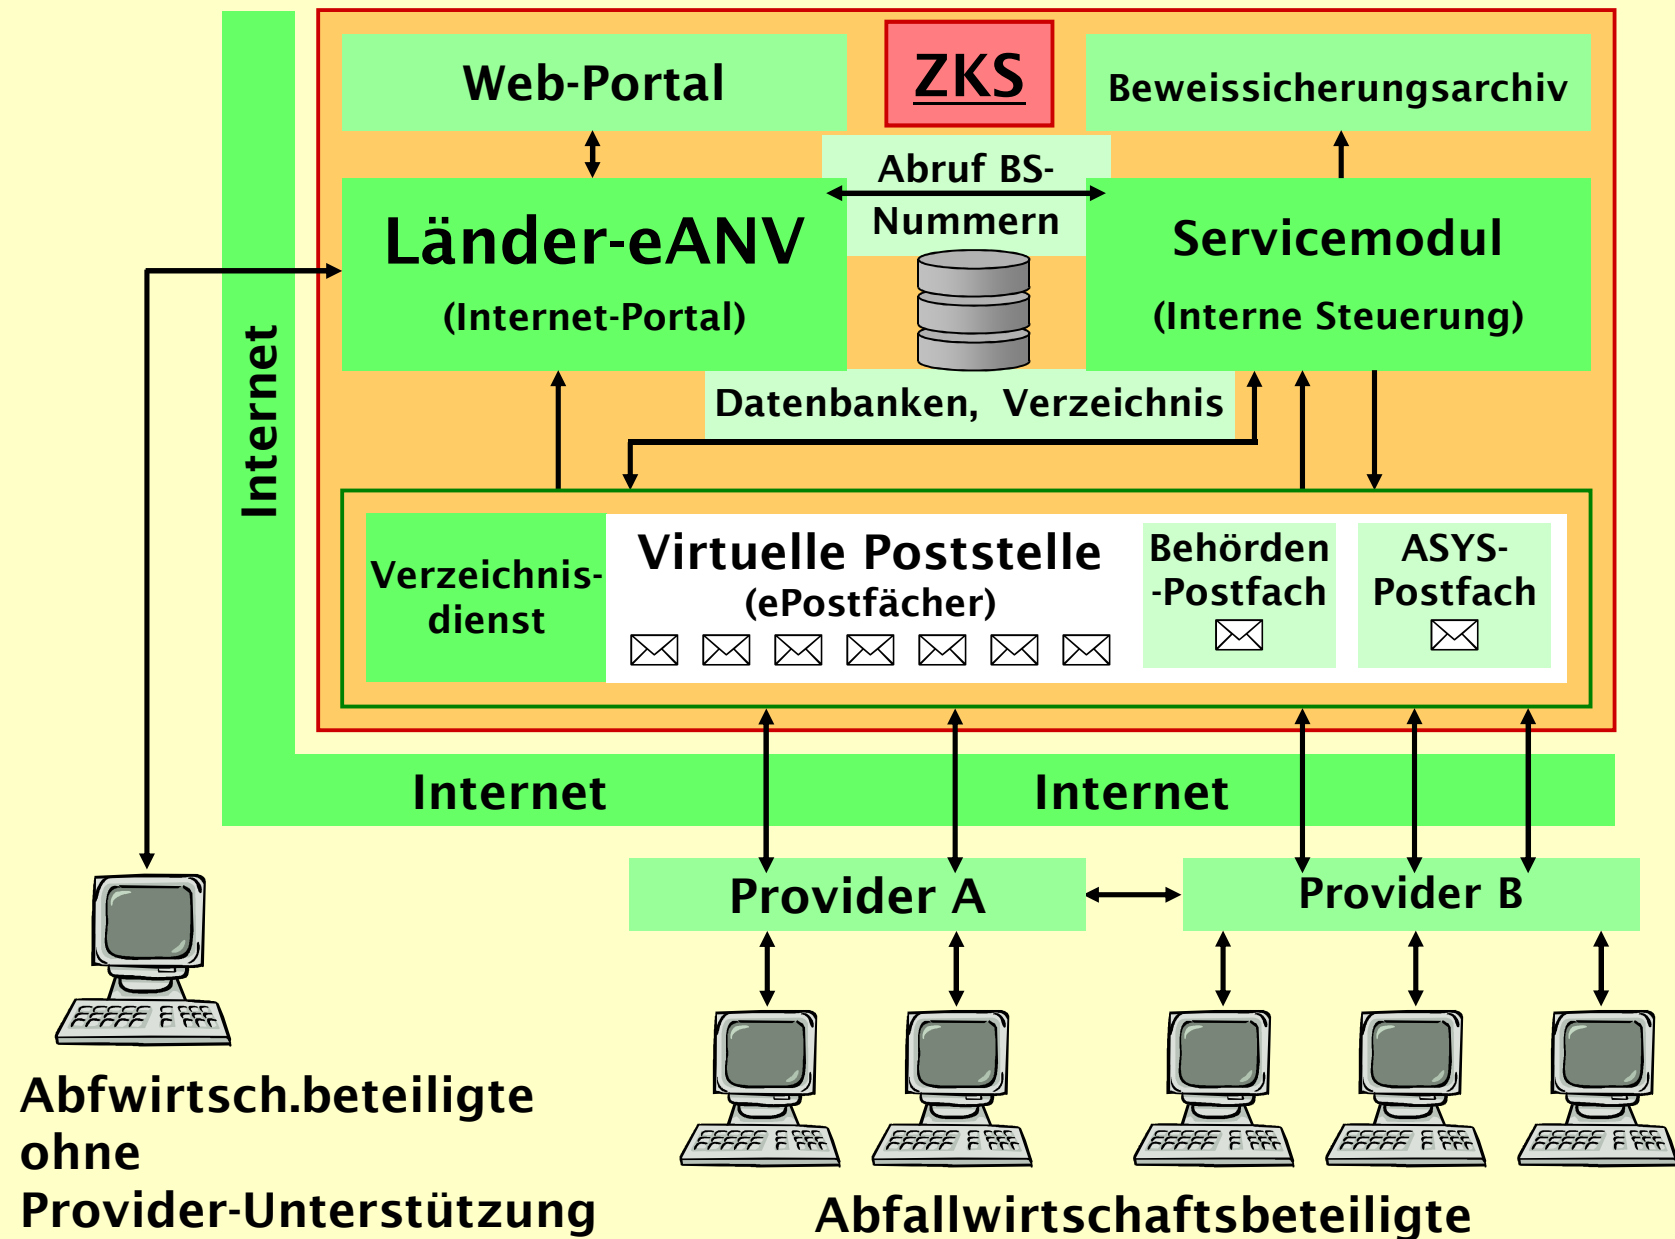 Web-Portal
ZKS
Beweissicherungsarchiv
Abruf BS-
Nummern
Länder-eANV
(Internet-Portal)
Servicemodul
(Interne Steuerung)
Internet
Datenbanken, Verzeichnis
Verzeichnis-
dienst
Virtuelle Poststelle
(ePostfächer)
Behörden
-Postfach
ASYS-
Postfach
Internet
Internet
Provider A
Provider B
Abfwirtsch.beteiligte
ohne
Provider-Unterstützung
Abfallwirtschaftsbeteiligte